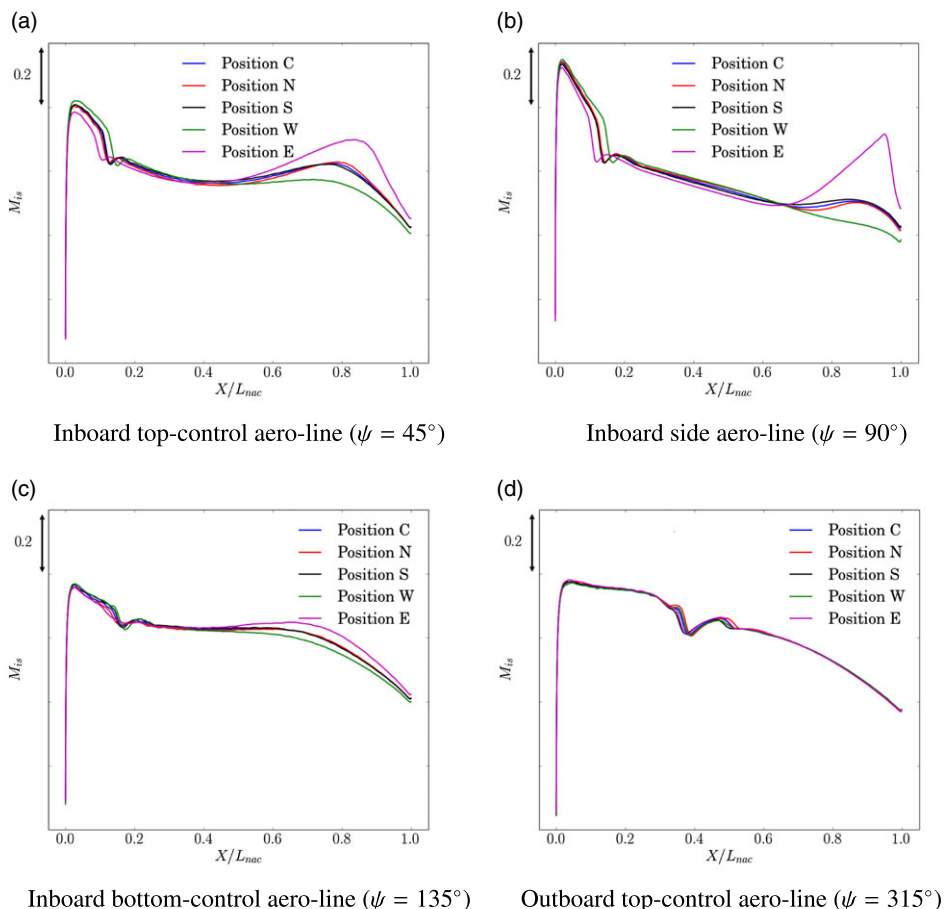 (a)
0.2
Position C
Position N
Position S
Position W
Position E
M_is
0.0 0.2 0.4 0.6 0.8 1.0
X/L_nac
Inboard top-control aero-line (ψ = 45°)
(b)
0.2
Position C
Position N
Position S
Position W
Position E
M_is
0.0 0.2 0.4 0.6 0.8 1.0
X/L_nac
Inboard side aero-line (ψ = 90°)
(c)
0.2
Position C
Position N
Position S
Position W
Position E
M_is
0.0 0.2 0.4 0.6 0.8 1.0
X/L_nac
Inboard bottom-control aero-line (ψ = 135°)
(d)
0.2
Position C
Position N
Position S
Position W
Position E
M_is
0.0 0.2 0.4 0.6 0.8 1.0
X/L_nac
Outboard top-control aero-line (ψ = 315°)